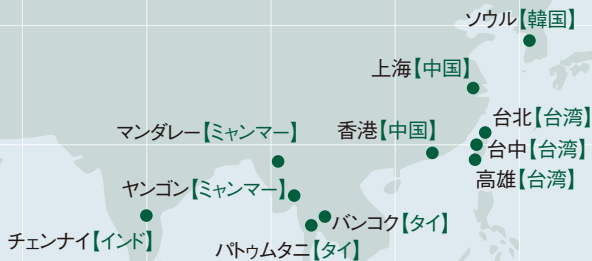 ソウル【韓国】
上海【中国】
台北【台湾】
マンダレー【ミャンマー】
香港【中国】
台中【台湾】
高雄【台湾】
ヤンゴン【ミャンマー】
バンコク【タイ】
チェンナイ【インド】
パトゥムタニ【タイ】